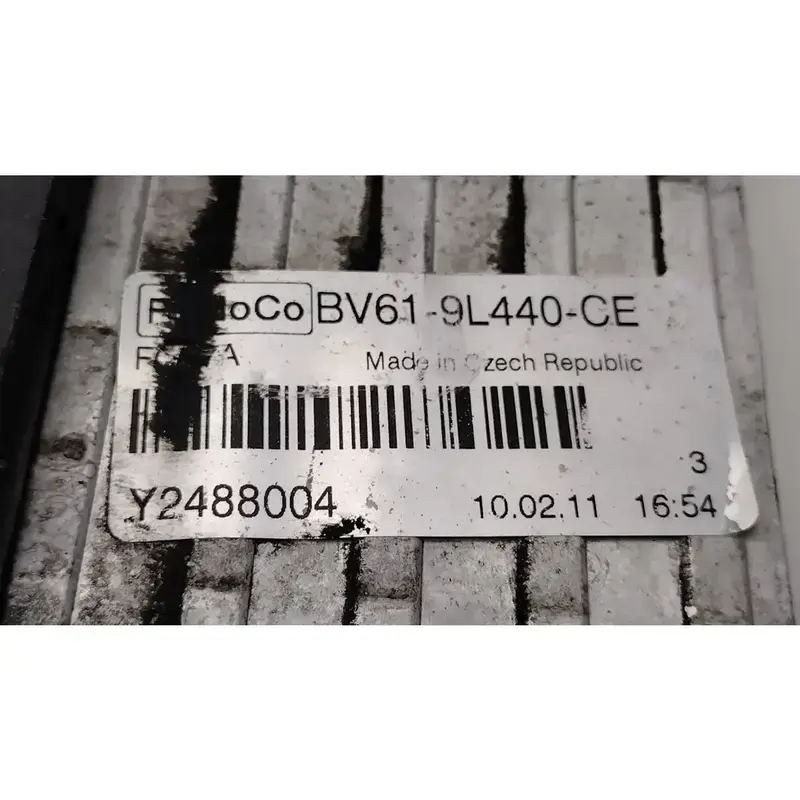 BV61-9L440-CE
Made in Czech Republic
3
Y2488004 10.02.11 16:54